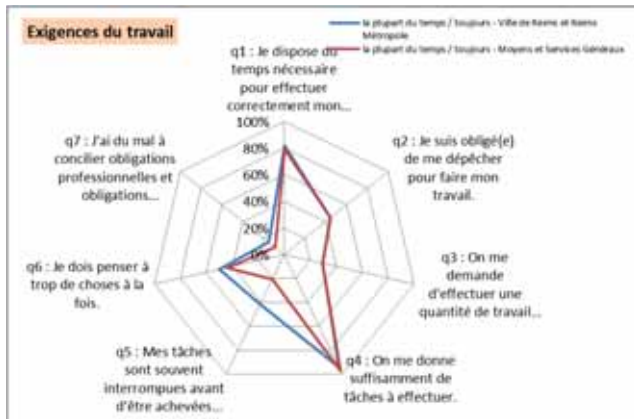 Exigences du travail
la plupart du temps / toujours - Ville de Reims et Reims
Métropole
la plupart du temps / toujours - Moyens et Services Généraux
q1 : Je dispose du
temps nécessaire
pour effectuer
correctement mon...
100%
80%
60%
40%
20%
0%
q2 : Je suis obligé(e)
de me dépêcher
pour faire mon
travail.
q3 : On me
demande
d'effectuer une
quantité de travail...
q4 : On me donne
suffisamment de
tâches à effectuer.
q5 : Mes tâches
sont souvent
interrompues avant
d'être achevées...
q6 : Je dois penser à
trop de choses à la
fois.
q7 : J'ai du mal à
concilier obligations
professionnelles et
obligations...